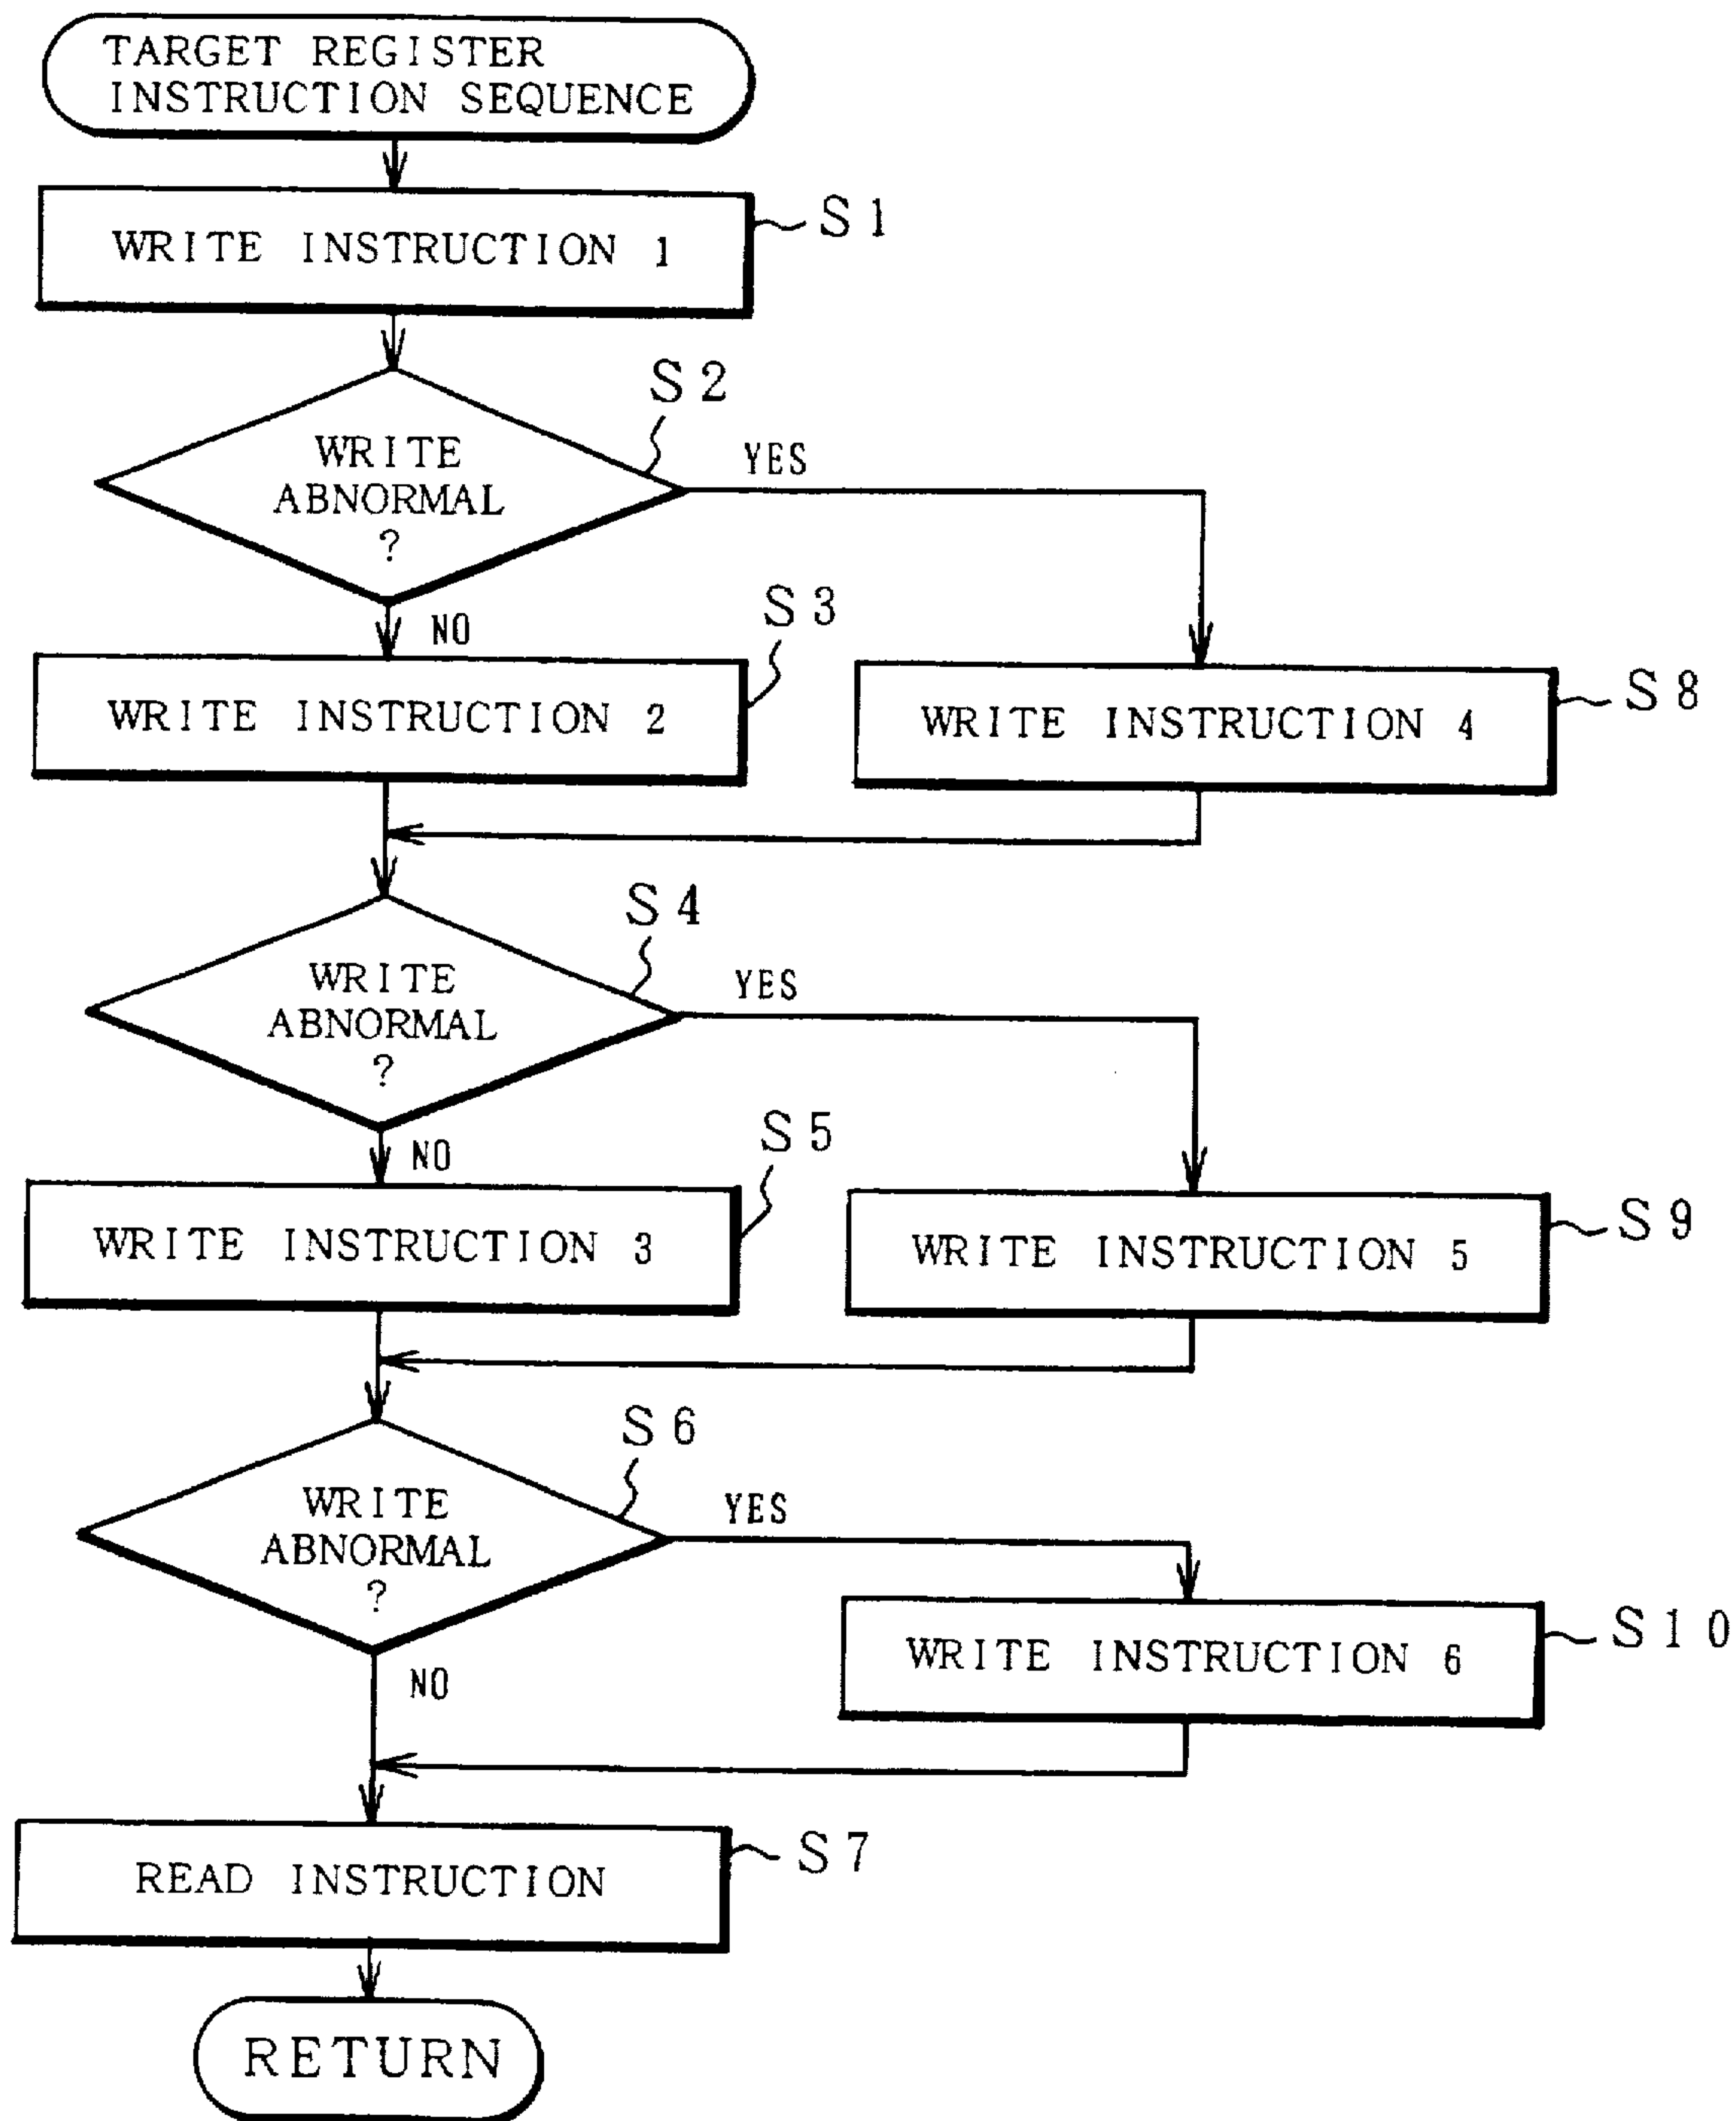 TARGET REGISTER
INSTRUCTION SEQUENCE
WRITE INSTRUCTION 1
S1
S2
WRITE
ABNORMAL
?
YES
NO
S3
WRITE INSTRUCTION 2
WRITE INSTRUCTION 4
S8
S4
WRITE
ABNORMAL
?
YES
NO
S5
WRITE INSTRUCTION 3
WRITE INSTRUCTION 5
S9
S6
WRITE
ABNORMAL
?
YES
NO
WRITE INSTRUCTION 6
S10
READ INSTRUCTION
S7
RETURN